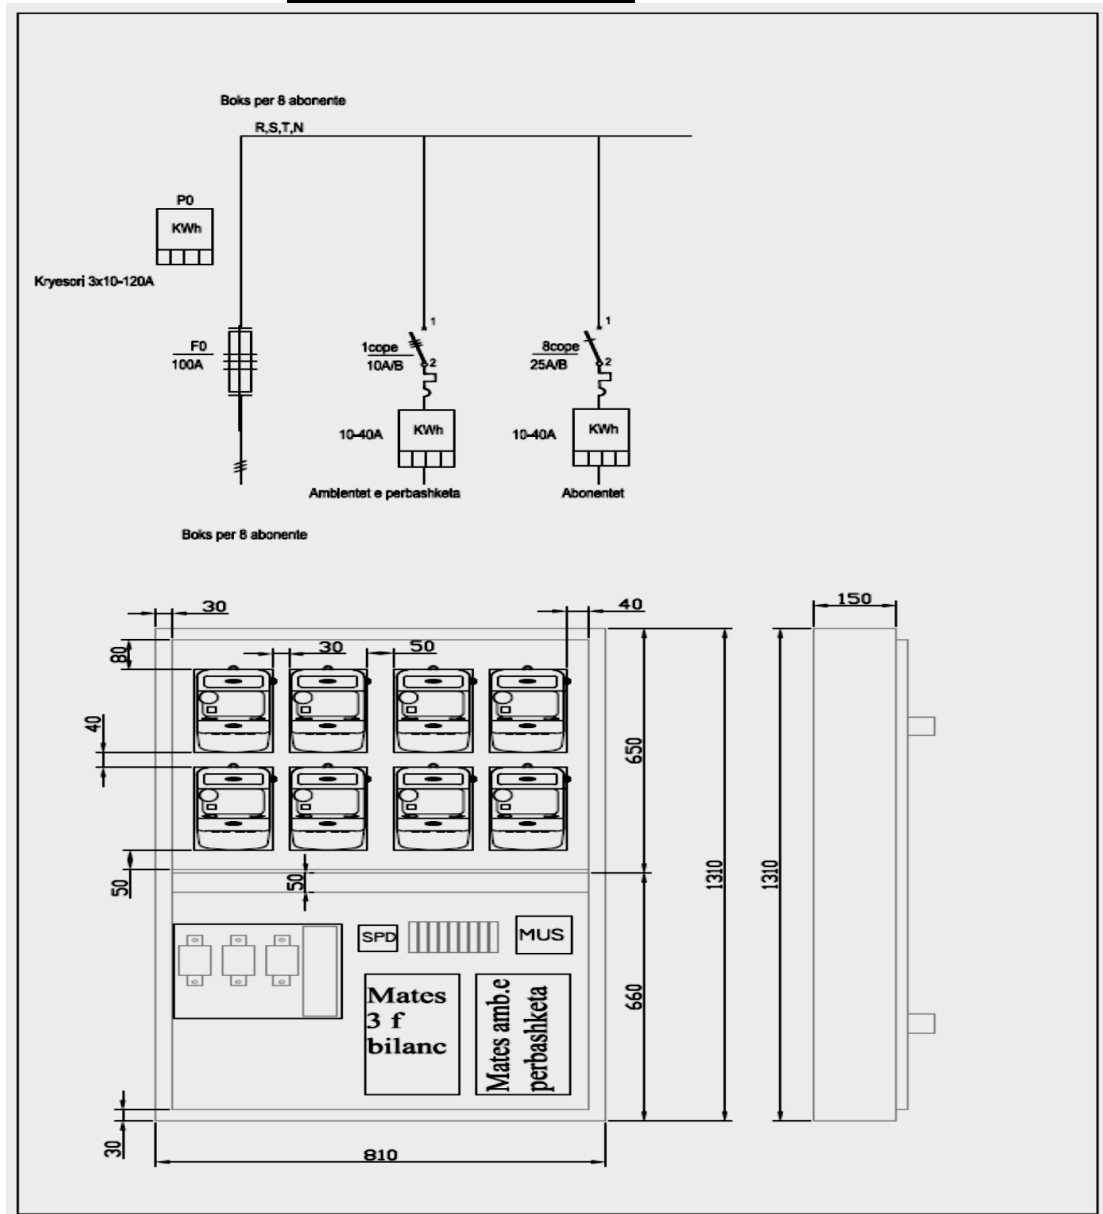 Boks per 8 abonente
R,S,T,N
P0
KWh
Kryesori 3x10-120A
F0
100A
1
1cope
10A/B
2
10-40A
KWh
Ambientet e perbashketa
1
8cope
25A/B
2
10-40A
KWh
Abonentet
Boks per 8 abonente
30
40
150
80
30
50
40
650
1310
1310
50
50
SPD
MUS
Mates
3 f
bilanc
Mates amb.e
perbashketa
660
30
810